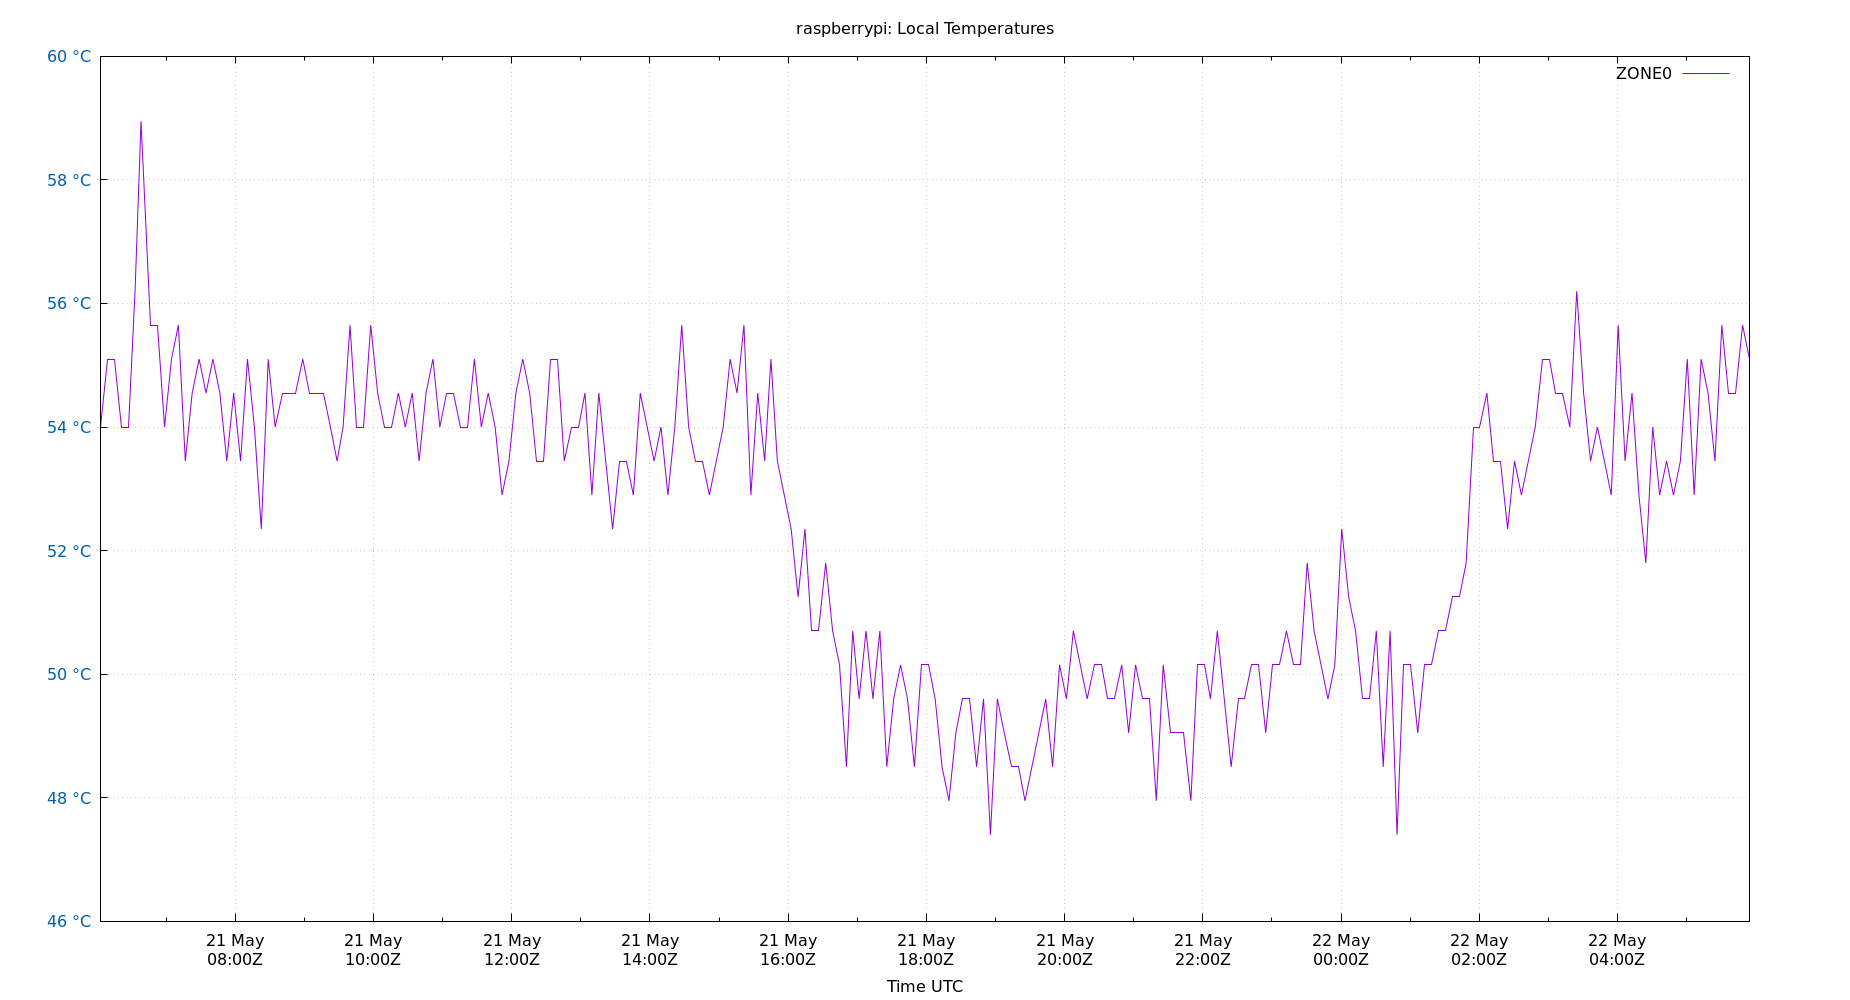 raspberrypi: Local Temperatures
60 °C
ZONE0
58 °C
56 °C
54 °C
52 °C
50 °C
48 °C
46 °C
21 May 21 May 21 May 21 May 21 May 21 May 21 May 21 May 22 May 22 May 22 May
08:00Z 10:00Z 12:00Z 14:00Z 16:00Z 18:00Z 20:00Z 22:00Z 00:00Z 02:00Z 04:00Z
Time UTC